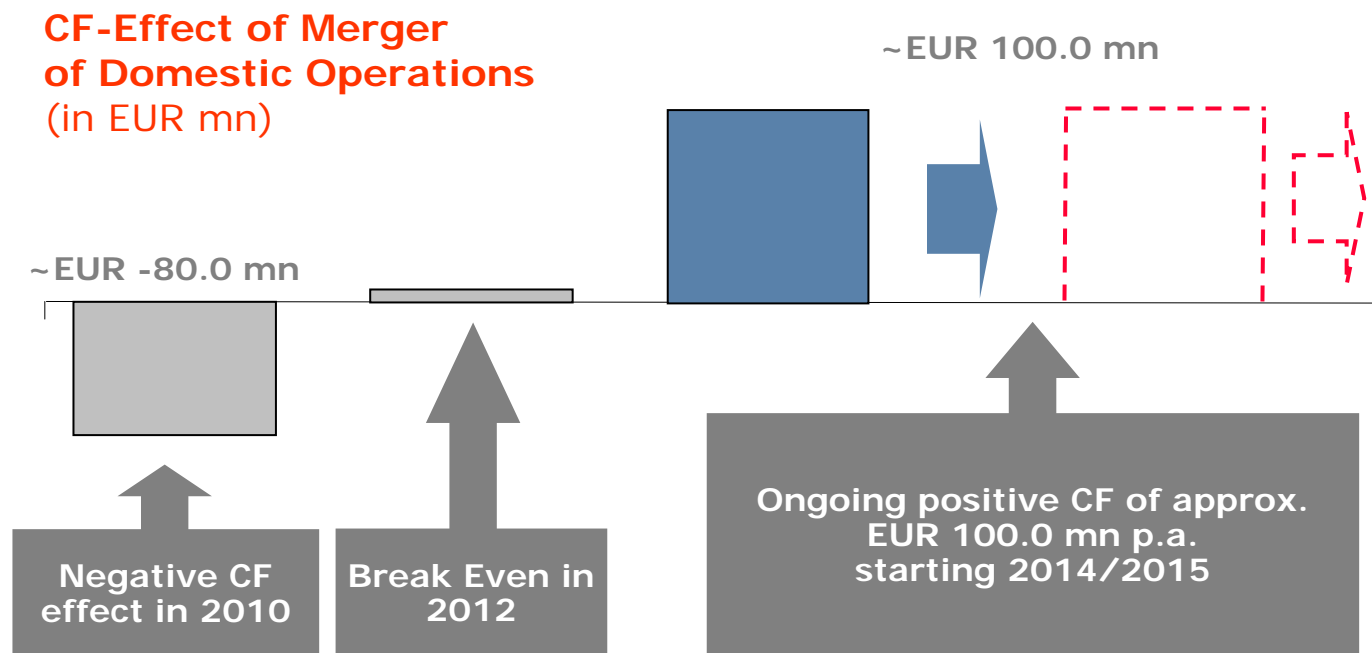 CF-Effect of Merger
of Domestic Operations
(in EUR mn)
~EUR 100.0 mn
~EUR -80.0 mn
Negative CF
effect in 2010
Break Even in
2012
Ongoing positive CF of approx.
EUR 100.0 mn p.a.
starting 2014/2015